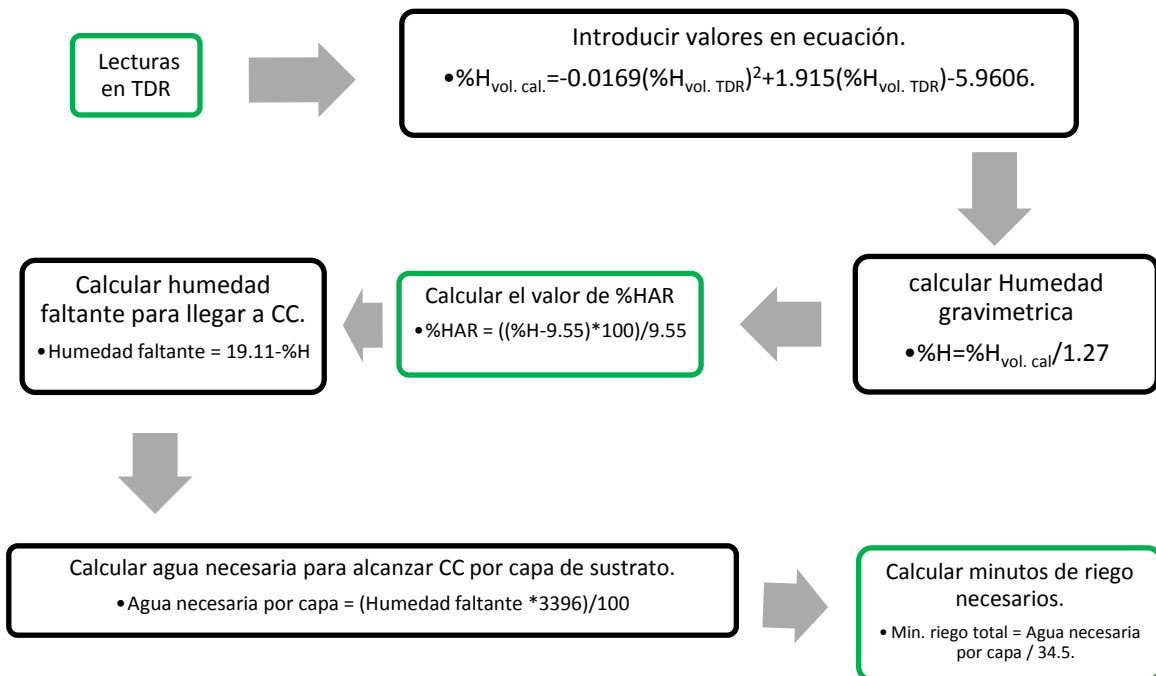 Lecturas
en TDR
Introducir valores en ecuación.
•%Hvol. cal.=-0.0169(%Hvol. TDR)²+1.915(%Hvol. TDR)-5.9606.
calcular Humedad
gravimetrica
•%H=%Hvol. cal/1.27
Calcular el valor de %HAR
•%HAR = ((%H-9.55)*100)/9.55
Calcular humedad
faltante para llegar a CC.
•Humedad faltante = 19.11-%H
Calcular agua necesaria para alcanzar CC por capa de sustrato.
•Agua necesaria por capa = (Humedad faltante *3396)/100
Calcular minutos de riego
necesarios.
• Min. riego total = Agua necesaria
por capa / 34.5.